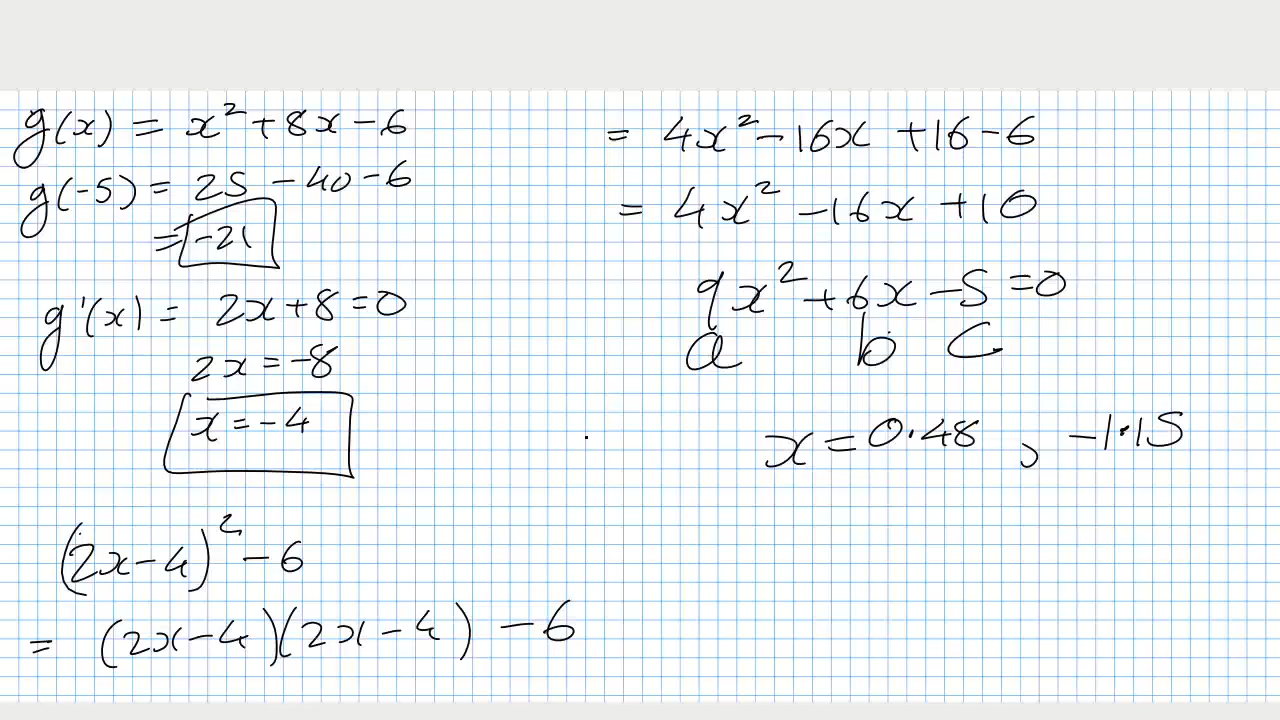 g(x) = x² + 8x - 6
g(-5) = 25 - 40 - 6
= -21
g'(x) = 2x + 8 = 0
2x = -8
x = -4
(2x - 4)² - 6
= (2x - 4)(2x - 4) - 6
= 4x² - 16x + 16 - 6
= 4x² - 16x + 10
9x² + 6x - 5 = 0
a b c
x = 0.48 , -1.15